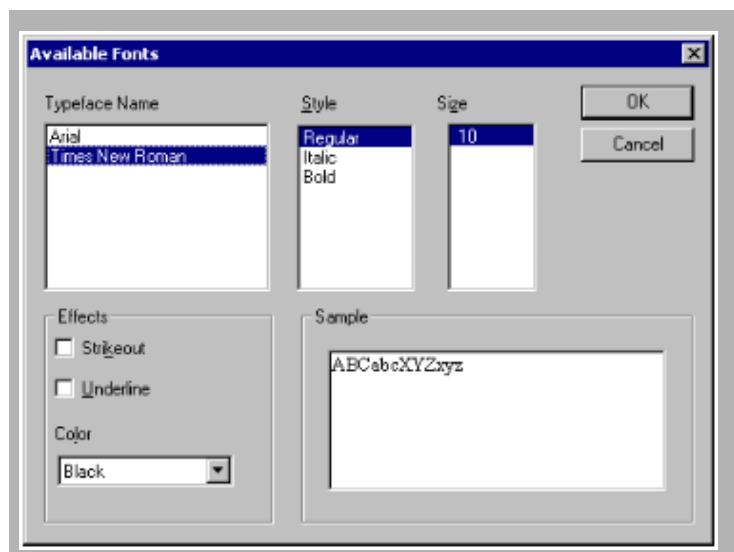 Available Fonts
Typeface Name
Style
Size
OK
Cancel
Arial
Times New Roman
Regular
Italic
Bold
10
Effects
Strikeout
Underline
Color
Black
Sample
ABCabcXYZxyz